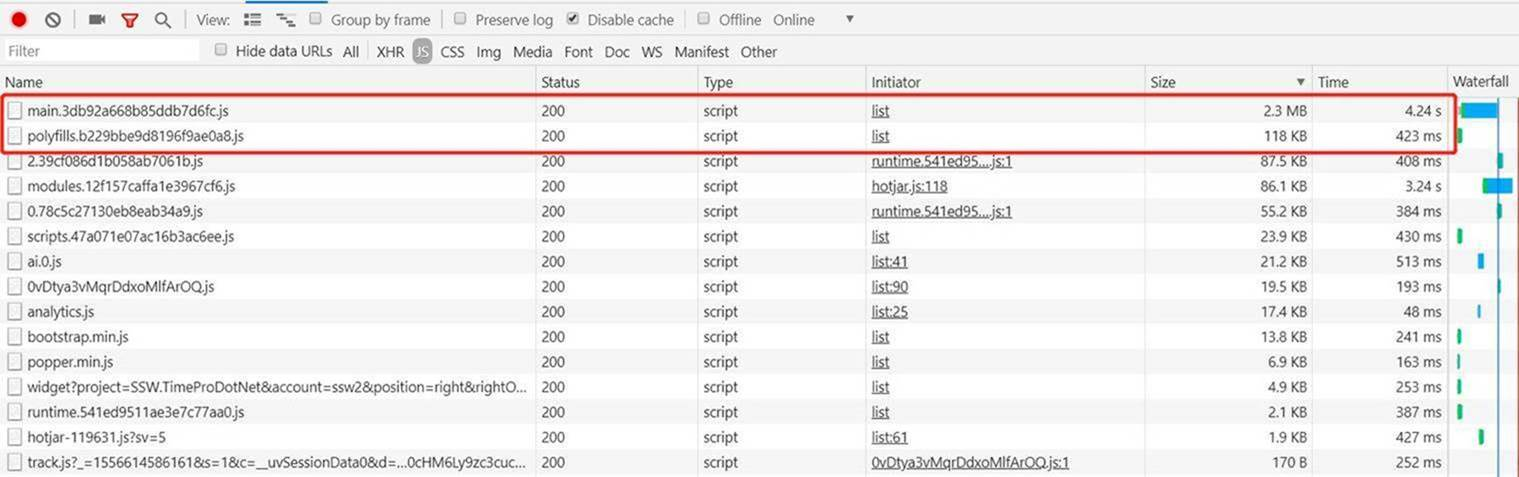 View: Group by frame Preserve log Disable cache Offline Online
Filter Hide data URLs All XHR JS CSS Img Media Font Doc WS Manifest Other
Name Status Type Initiator Size Time Waterfall
main.3db92a668b85ddb7d6fc.js 200 script list 2.3 MB 4.24 s
polyfills.b229bbe9d8196f9ae0a8.js 200 script list 118 KB 423 ms
2.39cf086d1b058ab7061b.js 200 script runtime.541ed95....js:1 87.5 KB 408 ms
modules.12f157caffa1e3967cf6.js 200 script hotjar.js:118 86.1 KB 3.24 s
0.78c5c27130eb8eab34a9.js 200 script runtime.541ed95....js:1 55.2 KB 384 ms
scripts.47a071e07ac16b3ac6ee.js 200 script list 23.9 KB 430 ms
ai.0.js 200 script list:41 21.2 KB 513 ms
0vDtya3vMqrDdxoMlfArOQ.js 200 script list:90 19.5 KB 193 ms
analytics.js 200 script list:25 17.4 KB 48 ms
bootstrap.min.js 200 script list 13.8 KB 241 ms
popper.min.js 200 script list 6.9 KB 163 ms
widget?project=SSW.TimeProDotNet&account=ssw2&position=right&rightO... 200 script list 4.9 KB 253 ms
runtime.541ed9511ae3e7c77aa0.js 200 script list 2.1 KB 387 ms
hotjar-119631.js?sv=5 200 script list:61 1.9 KB 427 ms
track.js?_=1556614586161&s=1&c=__uvSessionData0&d=...0cHM6Ly9zc3cuc... 200 script 0vDtya3vMqrDdxoMlfArOQ.js:1 170 B 252 ms